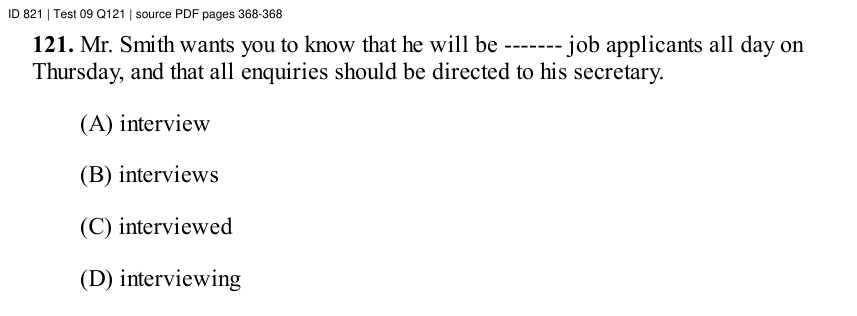 ID 821 | Test 09 Q121 | source PDF pages 368-368
121. Mr. Smith wants you to know that he will be ------- job applicants all day on
Thursday, and that all enquiries should be directed to his secretary.
(A) interview
(B) interviews
(C) interviewed
(D) interviewing